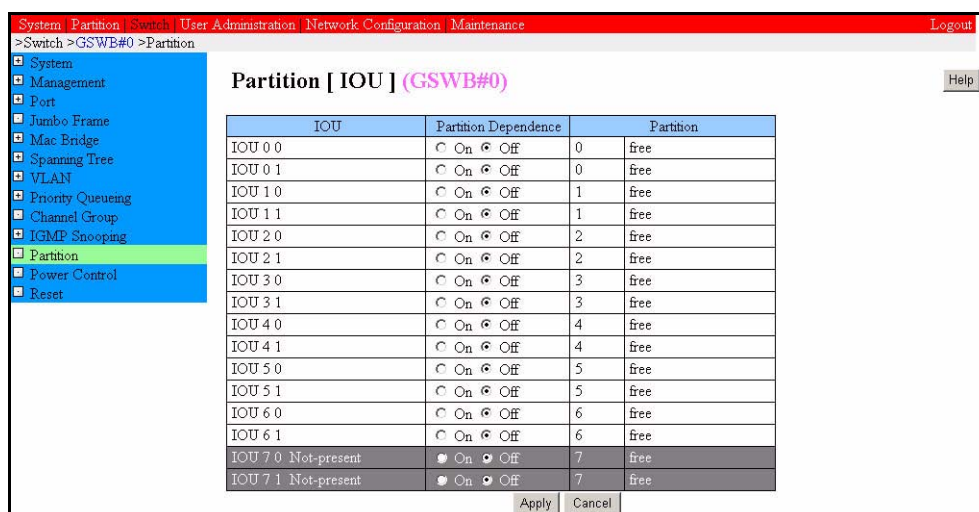 System | Partition | Switch | User Administration | Network Configuration | Maintenance Logout
>Switch >GSWB#0 >Partition
System
Management
Port
Jumbo Frame
Mac Bridge
Spanning Tree
VLAN
Priority Queueing
Channel Group
IGMP Snooping
Partition
Power Control
Reset
Partition [ IOU ] (GSWB#0)
Help
IOU Partition Dependence Partition
IOU 0 0 On Off 0 free
IOU 0 1 On Off 0 free
IOU 1 0 On Off 1 free
IOU 1 1 On Off 1 free
IOU 2 0 On Off 2 free
IOU 2 1 On Off 2 free
IOU 3 0 On Off 3 free
IOU 3 1 On Off 3 free
IOU 4 0 On Off 4 free
IOU 4 1 On Off 4 free
IOU 5 0 On Off 5 free
IOU 5 1 On Off 5 free
IOU 6 0 On Off 6 free
IOU 6 1 On Off 6 free
IOU 7 0 Not-present On Off 7 free
IOU 7 1 Not-present On Off 7 free
Apply Cancel